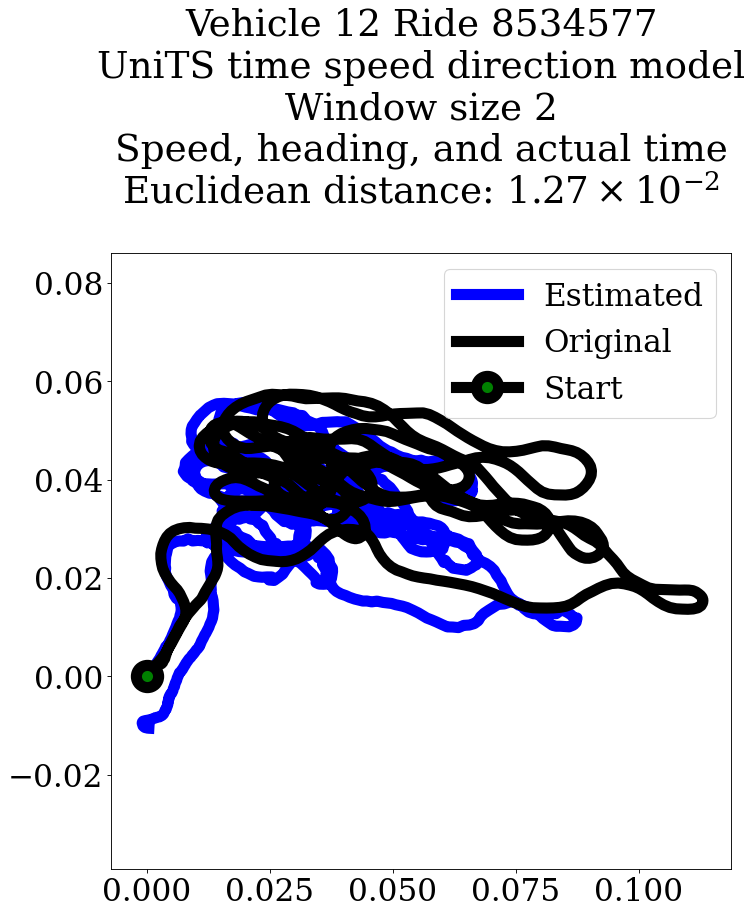 Vehicle 12 Ride 8534577
UniTS time speed direction model
Window size 2
Speed, heading, and actual time
Euclidean distance: 1.27 × 10⁻²
Estimated
Original
Start
0.08
0.06
0.04
0.02
0.00
−0.02
0.000 0.025 0.050 0.075 0.100